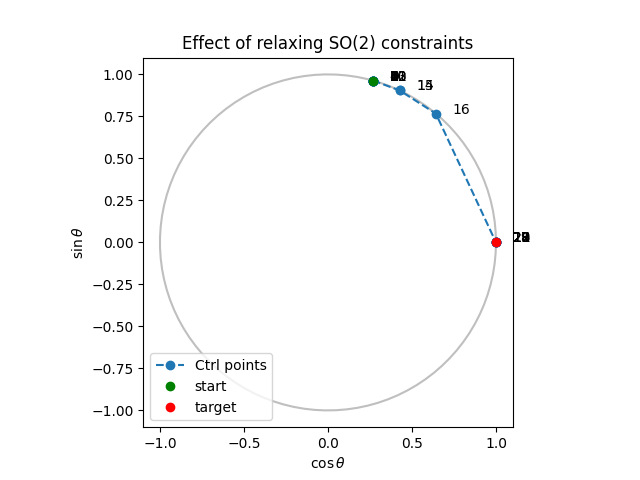 Effect of relaxing SO(2) constraints
1.00
0.75
0.50
0.25
0.00
−0.25
−0.50
−0.75
−1.00
sin θ
16
Ctrl points
start
target
−1.0
−0.5
0.0
0.5
1.0
cos θ